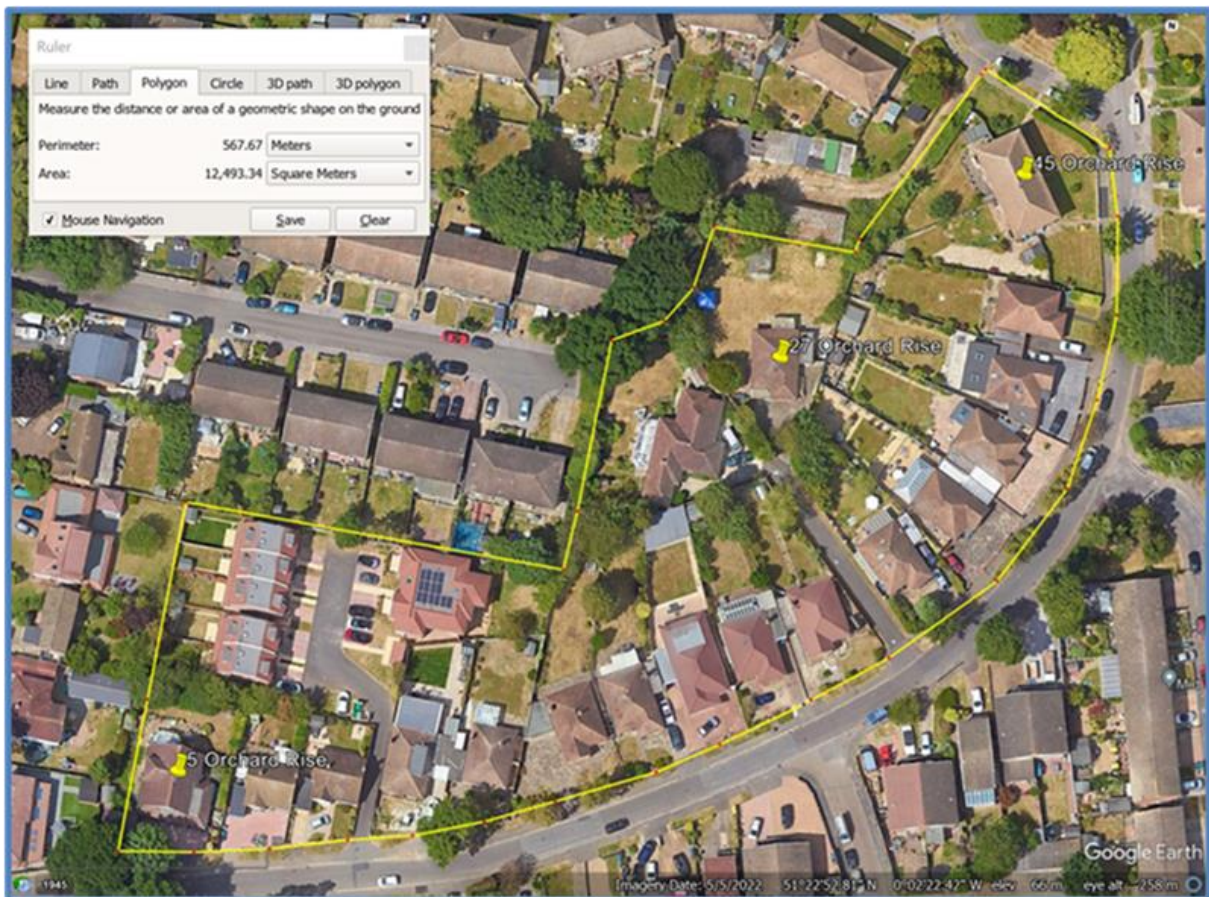 Ruler
Line Path Polygon Circle 3D path 3D polygon
Measure the distance or area of a geometric shape on the ground
Perimeter: 567.67 Meters
Area: 12,493.34 Square Meters
Mouse Navigation Save Clear
N
45 Orchard Rise
27 Orchard Rise
5 Orchard Rise,
Google Earth
1945 Imagery Date: 5/5/2022 51°22'52.81" N 0°02'22.42" W elev 66 m eye alt 258 m